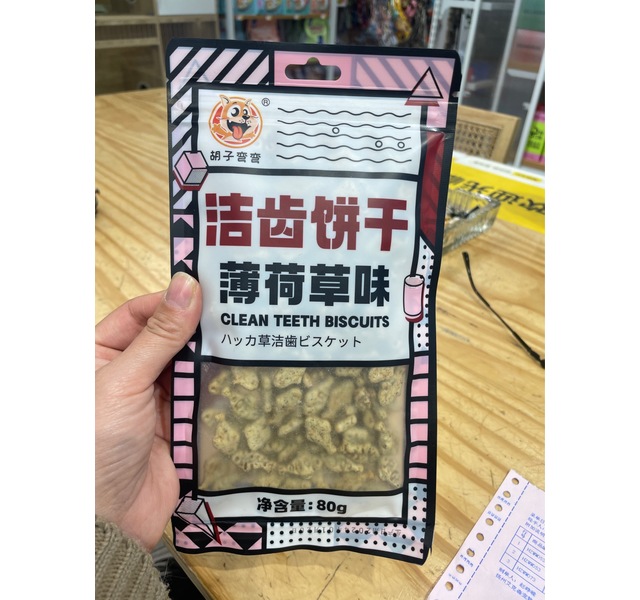 ®
胡子弯弯
洁齿饼干
薄荷草味
CLEAN TEETH BISCUITS
ハッカ草洁歯ビスケット
净含量:80g